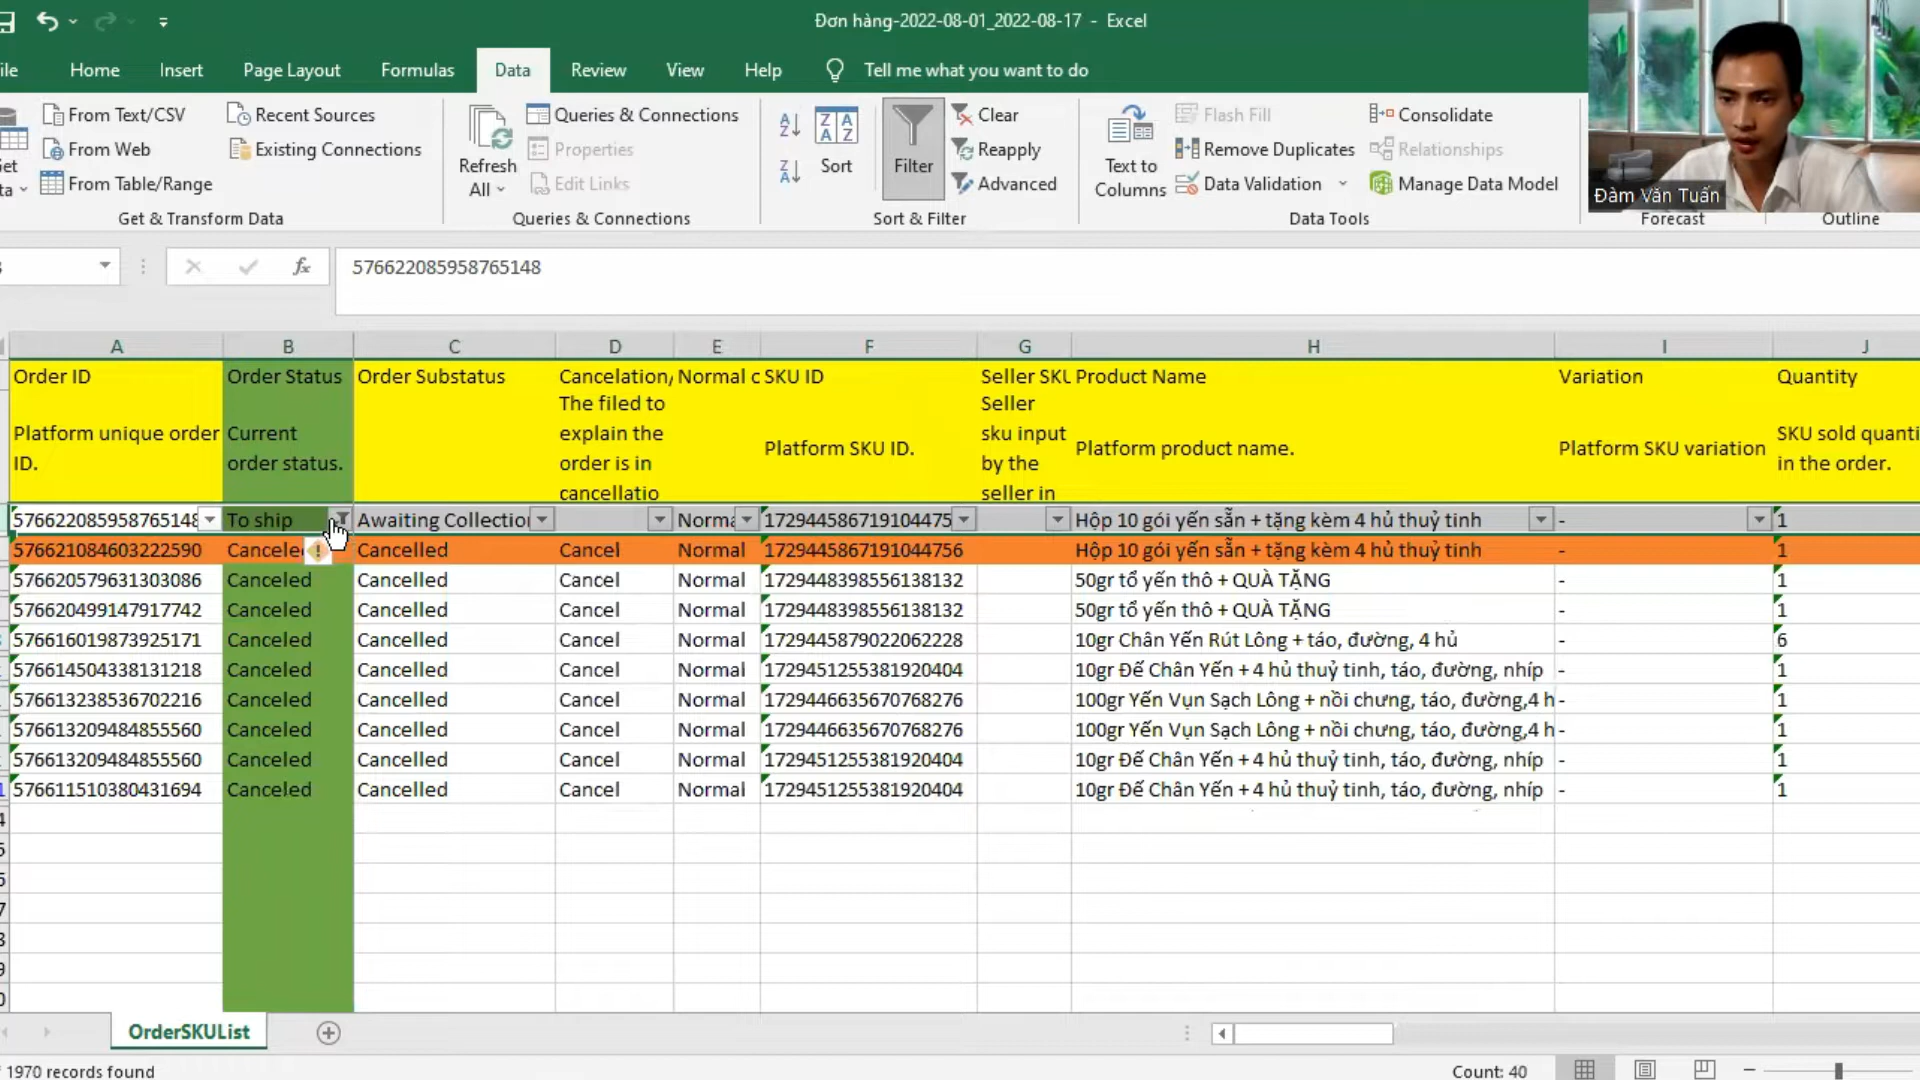 Đơn hàng-2022-08-01_2022-08-17 - Excel
ile Home Insert Page Layout Formulas Data Review View Help Tell me what you want to do
From Text/CSV Recent Sources Queries & Connections Clear Flash Fill Consolidate
From Web Existing Connections Properties Reapply Remove Duplicates Relationships
From Table/Range Edit Links Advanced Data Validation Manage Data Model
Refresh All Sort Filter Text to Columns
Get & Transform Data Queries & Connections Sort & Filter Data Tools Forecast Outline
Đàm Văn Tuấn
fx 576622085958765148
A B C D E F G H I J
Order ID Order Status Order Substatus Cancelation/ Normal c SKU ID Seller SKU Product Name Variation Quantity
Platform unique order ID. Current order status. The filed to explain the order is in cancellatio Platform SKU ID. Seller sku input by the seller in Platform product name. Platform SKU variation SKU sold quanti in the order.
576622085958765148 To ship Awaiting Collection Norma 172944586719104475 Hộp 10 gói yến sẵn + tặng kèm 4 hủ thuỷ tinh - 1
576621084603222590 Canceled Cancelled Cancel Normal 1729445867191044756 Hộp 10 gói yến sẵn + tặng kèm 4 hủ thuỷ tinh - 1
576620579631303086 Canceled Cancelled Cancel Normal 1729448398556138132 50gr tổ yến thô + QUÀ TẶNG - 1
576620499147917742 Canceled Cancelled Cancel Normal 1729448398556138132 50gr tổ yến thô + QUÀ TẶNG - 1
576616019873925171 Canceled Cancelled Cancel Normal 1729445879022062228 10gr Chân Yến Rút Lông + táo, đường, 4 hủ - 6
576614504338131218 Canceled Cancelled Cancel Normal 1729451255381920404 10gr Đế Chân Yến + 4 hủ thuỷ tinh, táo, đường, nhíp - 1
576613238536702216 Canceled Cancelled Cancel Normal 1729446635670768276 100gr Yến Vụn Sạch Lông + nồi chưng, táo, đường,4 h - 1
576613209484855560 Canceled Cancelled Cancel Normal 1729446635670768276 100gr Yến Vụn Sạch Lông + nồi chưng, táo, đường,4 h - 1
576613209484855560 Canceled Cancelled Cancel Normal 1729451255381920404 10gr Đế Chân Yến + 4 hủ thuỷ tinh, táo, đường, nhíp - 1
576611510380431694 Canceled Cancelled Cancel Normal 1729451255381920404 10gr Đế Chân Yến + 4 hủ thuỷ tinh, táo, đường, nhíp - 1
OrderSKUList
1970 records found Count: 40